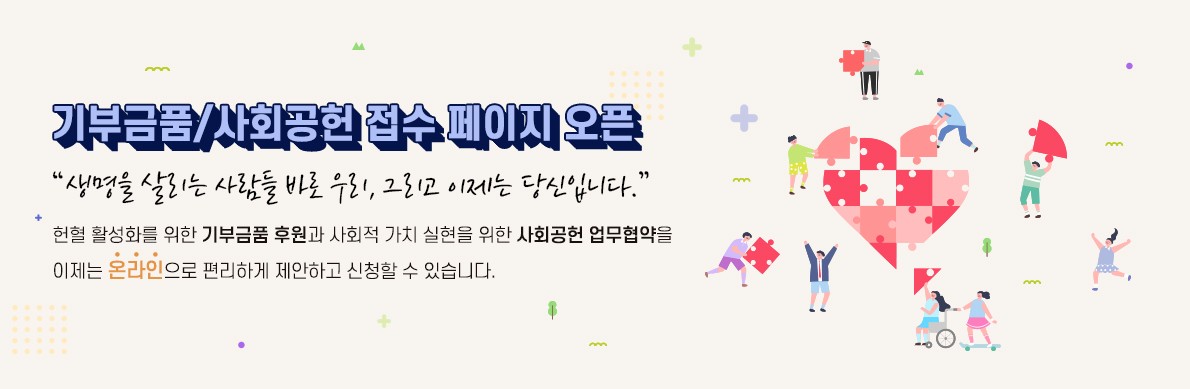 기부금품/사회공헌 접수 페이지 오픈
“생명을 살리는 사람들 바로 우리, 그리고 이제는 당신입니다.”
헌혈 활성화를 위한 기부금품 후원과 사회적 가치 실현을 위한 사회공헌 업무협약을
이제는 온라인으로 편리하게 제안하고 신청할 수 있습니다.